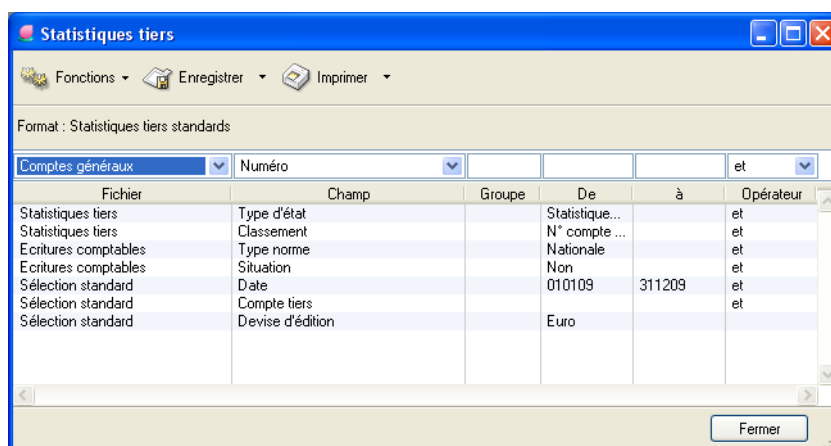 Statistiques tiers
Fonctions Enregistrer Imprimer
Format : Statistiques tiers standards
Comptes généraux Numéro et
Fichier Champ Groupe De à Opérateur
Statistiques tiers Type d'état Statistique... et
Statistiques tiers Classement N° compte ... et
Ecritures comptables Type norme Nationale et
Ecritures comptables Situation Non et
Sélection standard Date 010109 311209 et
Sélection standard Compte tiers et
Sélection standard Devise d'édition Euro
Fermer